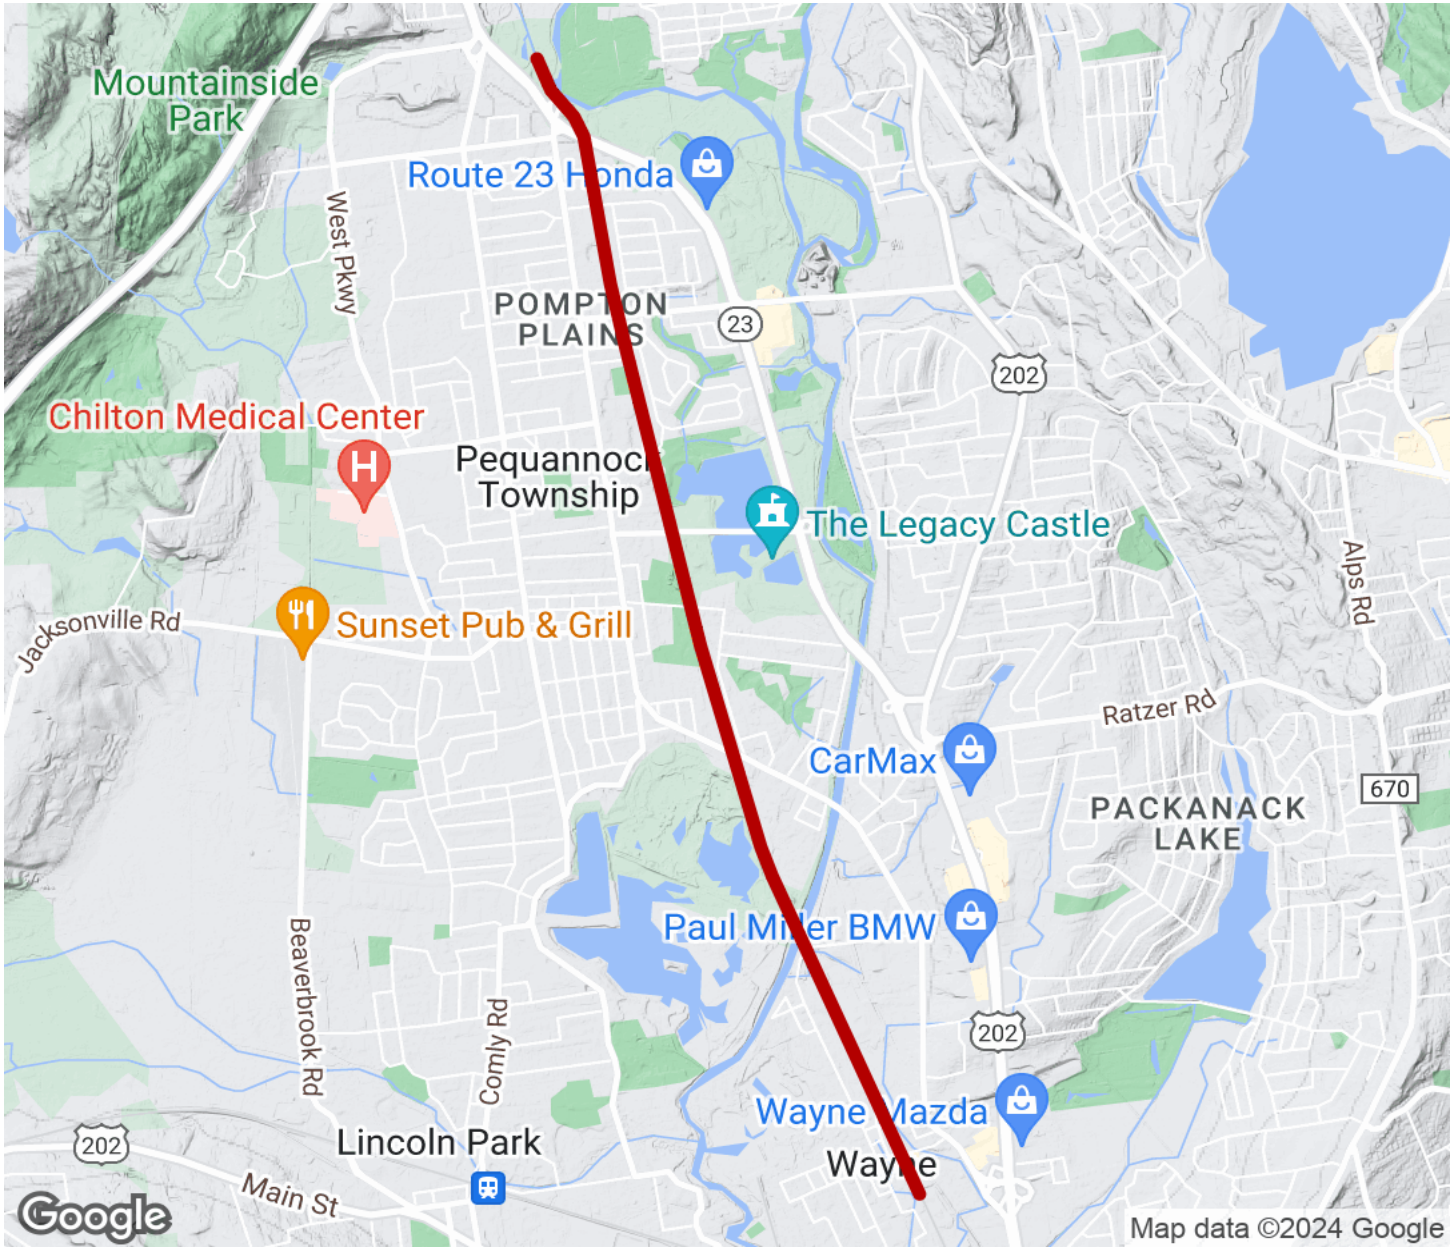 Mountainside
Park
Route 23 Honda
West Pkwy
POMPTON
PLAINS
23
202
Chilton Medical Center
H
Pequannock
Township
The Legacy Castle
Alps Rd
Jacksonville Rd
Sunset Pub & Grill
Ratzer Rd
CarMax
670
PACKANACK
LAKE
Paul Miller BMW
Beaverbrook Rd
Comly Rd
202
Wayne Mazda
202
Lincoln Park
Wayne
Main St
Google
Map data ©2024 Google